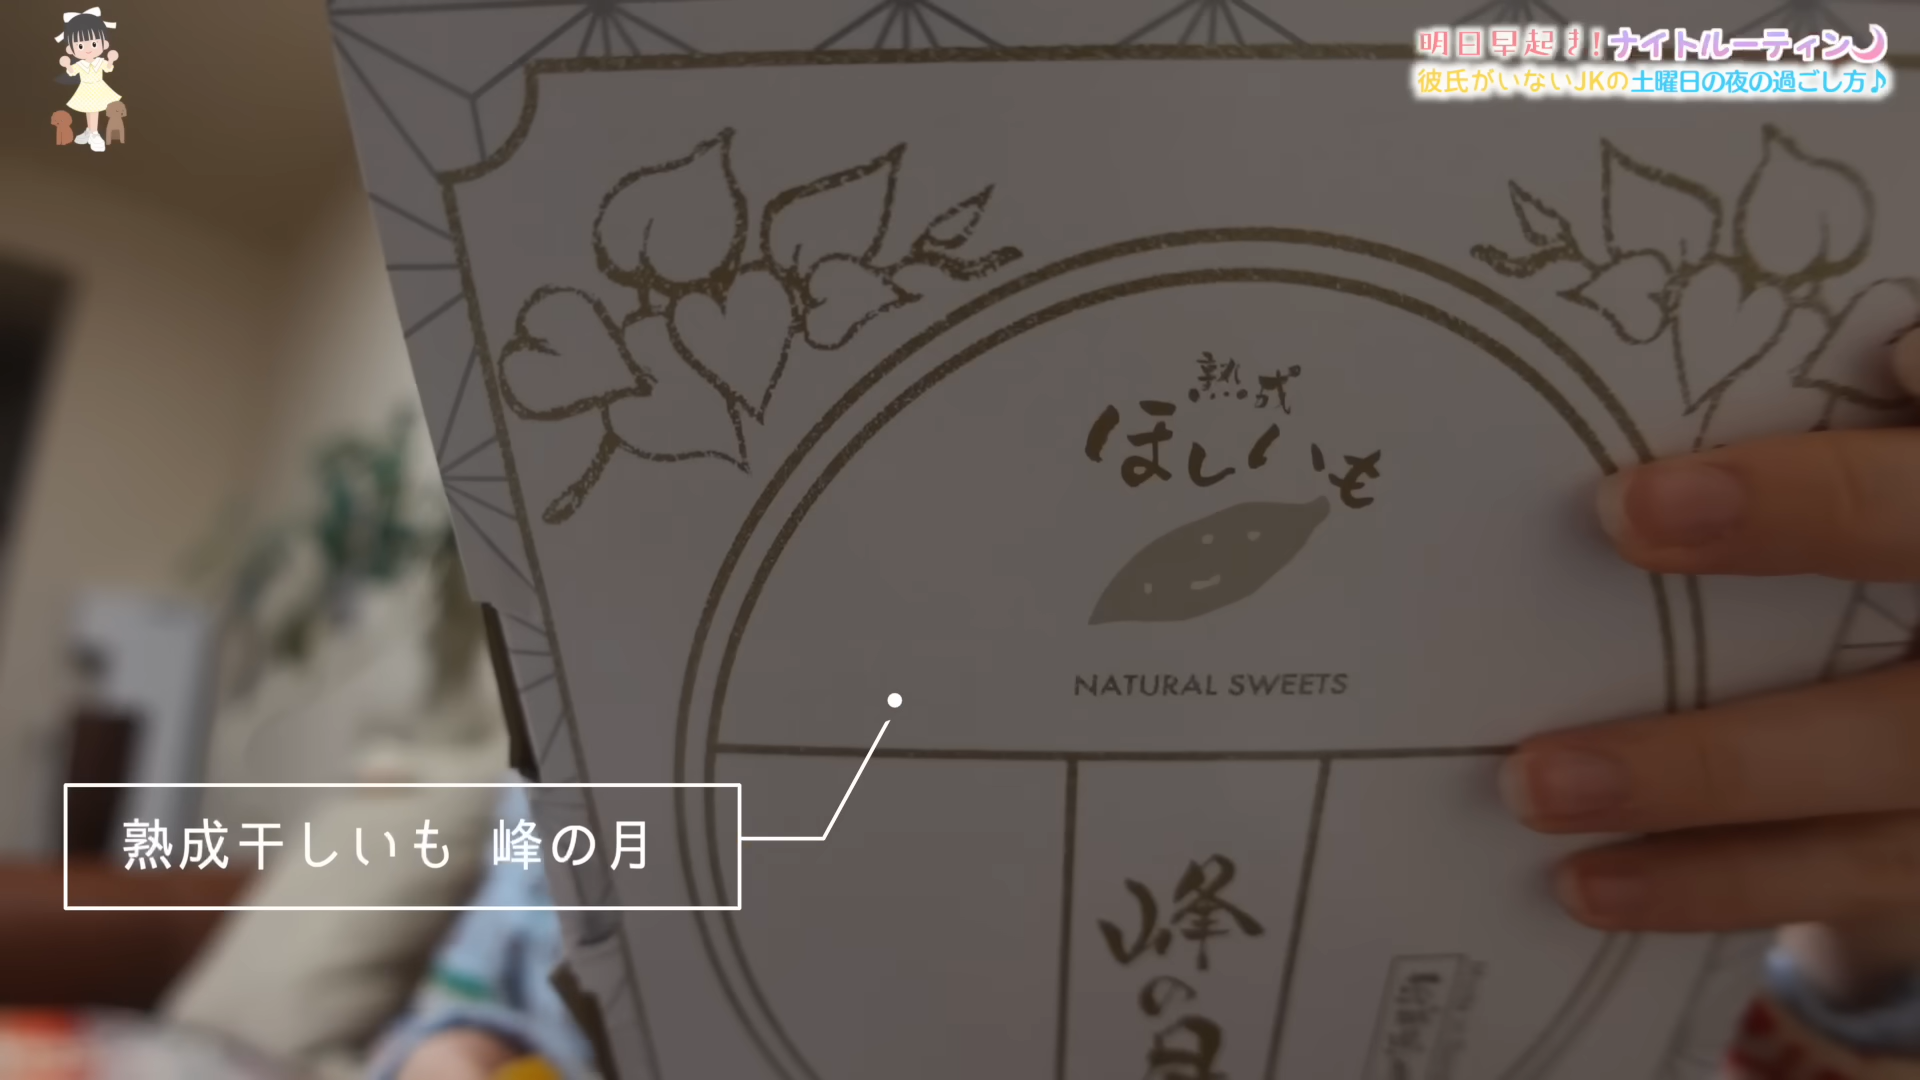 明日早起き!ナイトルーティン
彼氏がいないJKの土曜日の夜の過ごし方♪
熟成
ほしいも
NATURAL SWEETS
熟成干しいも 峰の月
峰の月